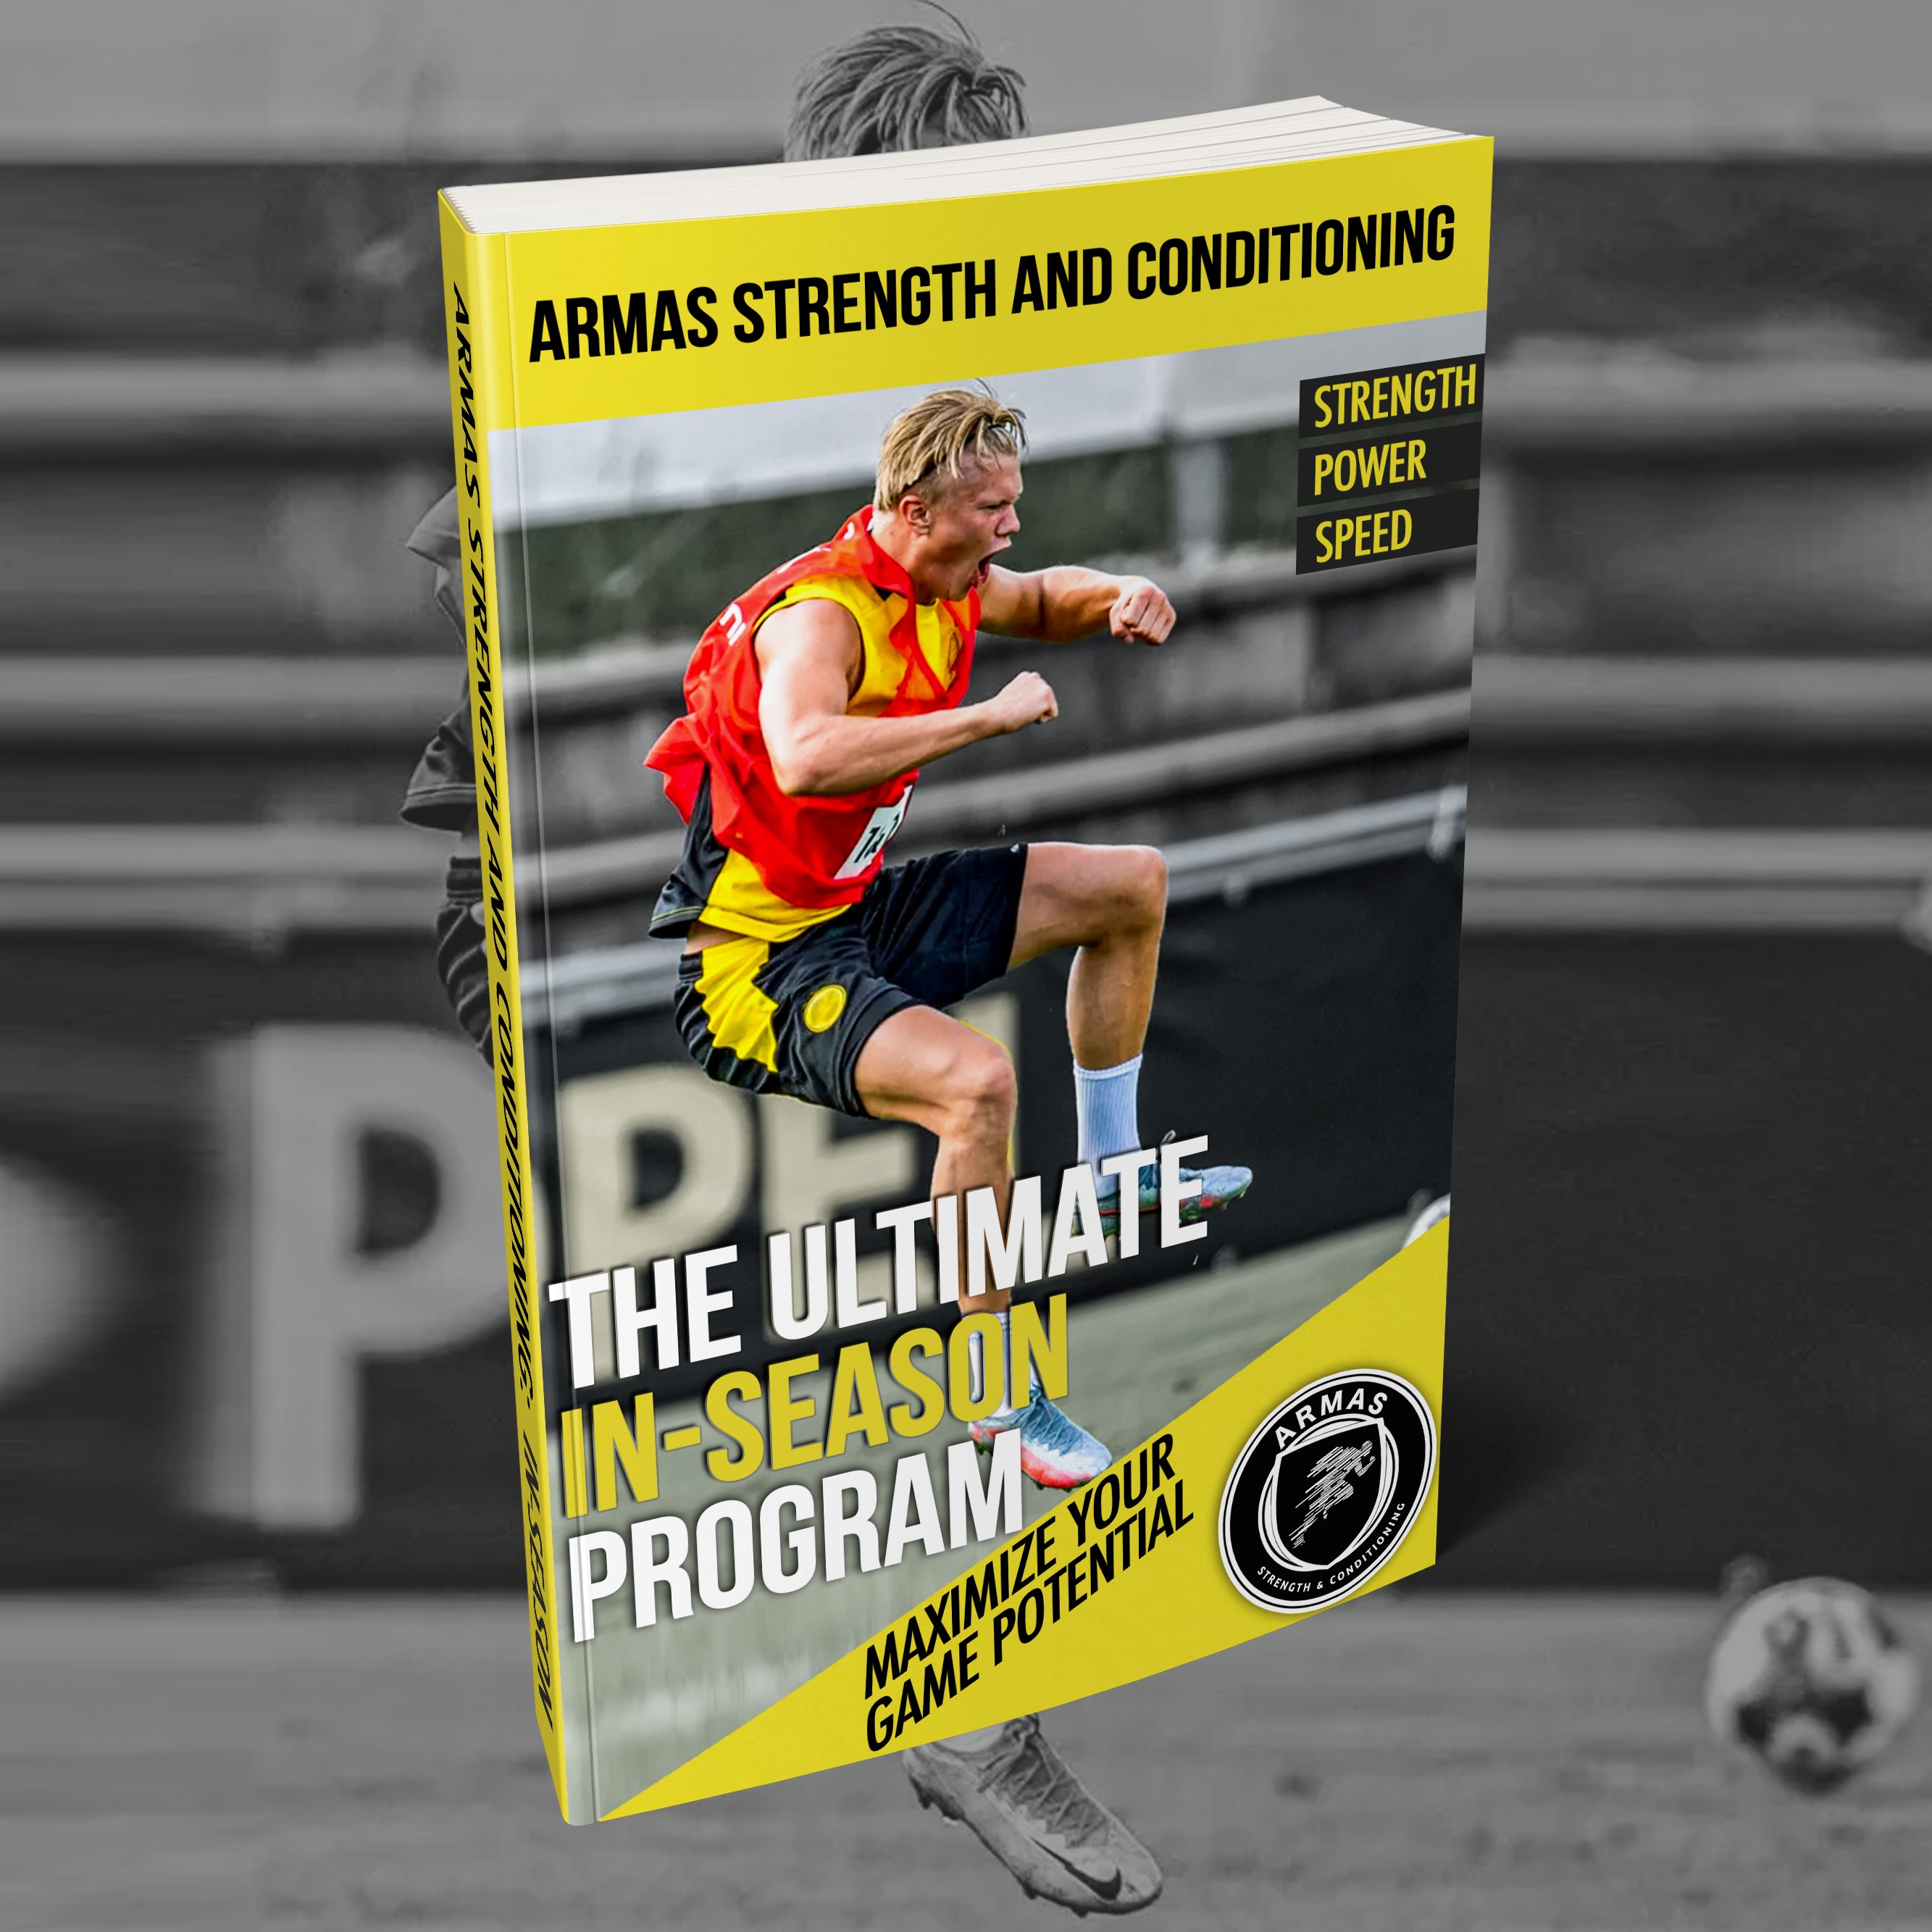 ARMAS STRENGTH AND CONDITIONING
STRENGTH
POWER
SPEED
THE ULTIMATE
IN-SEASON
PROGRAM
MAXIMIZE YOUR
GAME POTENTIAL
ARMAS
STRENGTH & CONDITIONING
ARMAS STRENGTH AND CONDITIONING: IN-SEASON